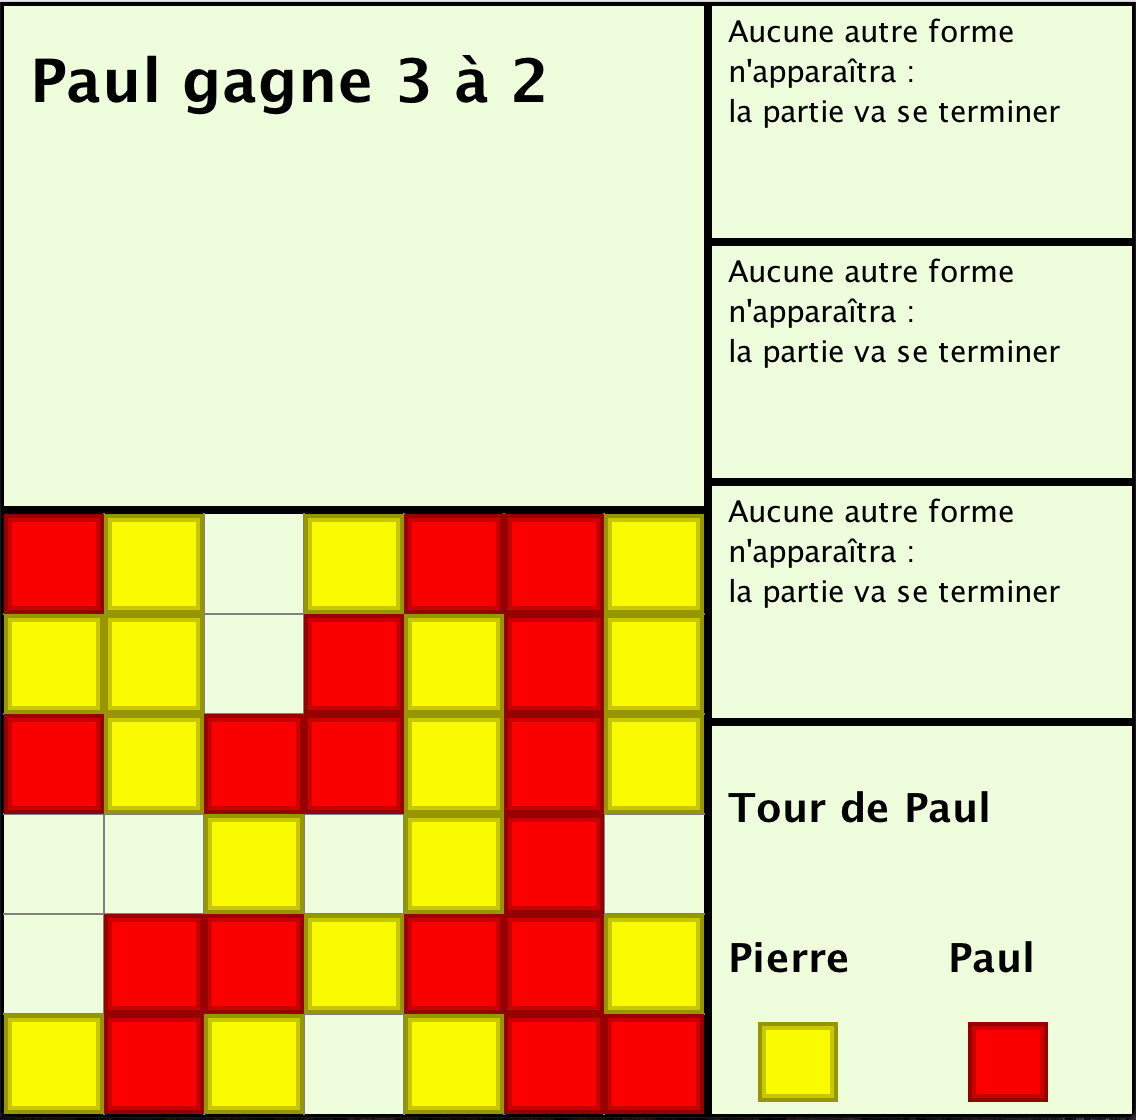 Paul gagne 3 à 2
Aucune autre forme
n'apparaîtra :
la partie va se terminer
Aucune autre forme
n'apparaîtra :
la partie va se terminer
Aucune autre forme
n'apparaîtra :
la partie va se terminer
Tour de Paul
Pierre Paul